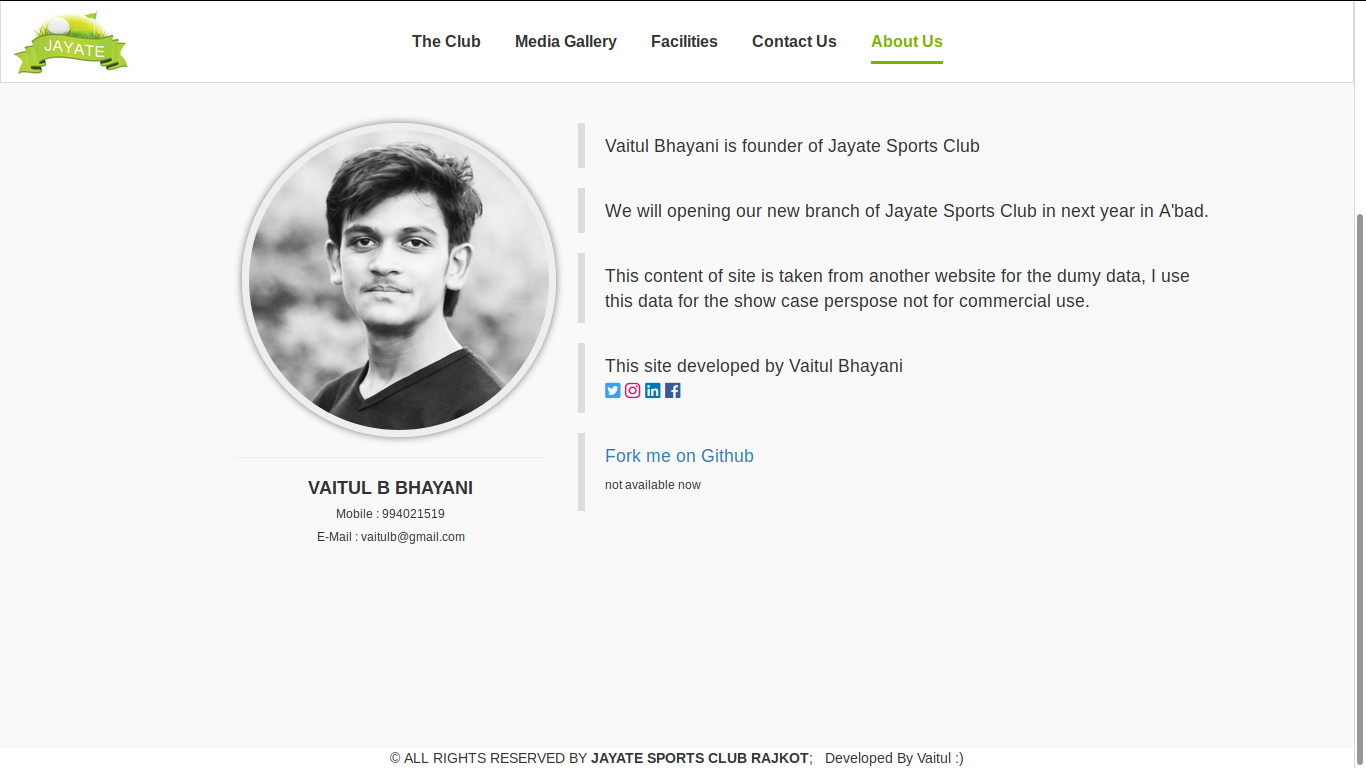 JAYATE
The Club Media Gallery Facilities Contact Us About Us
Vaitul Bhayani is founder of Jayate Sports Club
We will opening our new branch of Jayate Sports Club in next year in A'bad.
This content of site is taken from another website for the dumy data, I use
this data for the show case perspose not for commercial use.
This site developed by Vaitul Bhayani
Fork me on Github
not available now
VAITUL B BHAYANI
Mobile : 994021519
E-Mail : vaitulb@gmail.com
© ALL RIGHTS RESERVED BY JAYATE SPORTS CLUB RAJKOT; Developed By Vaitul :)